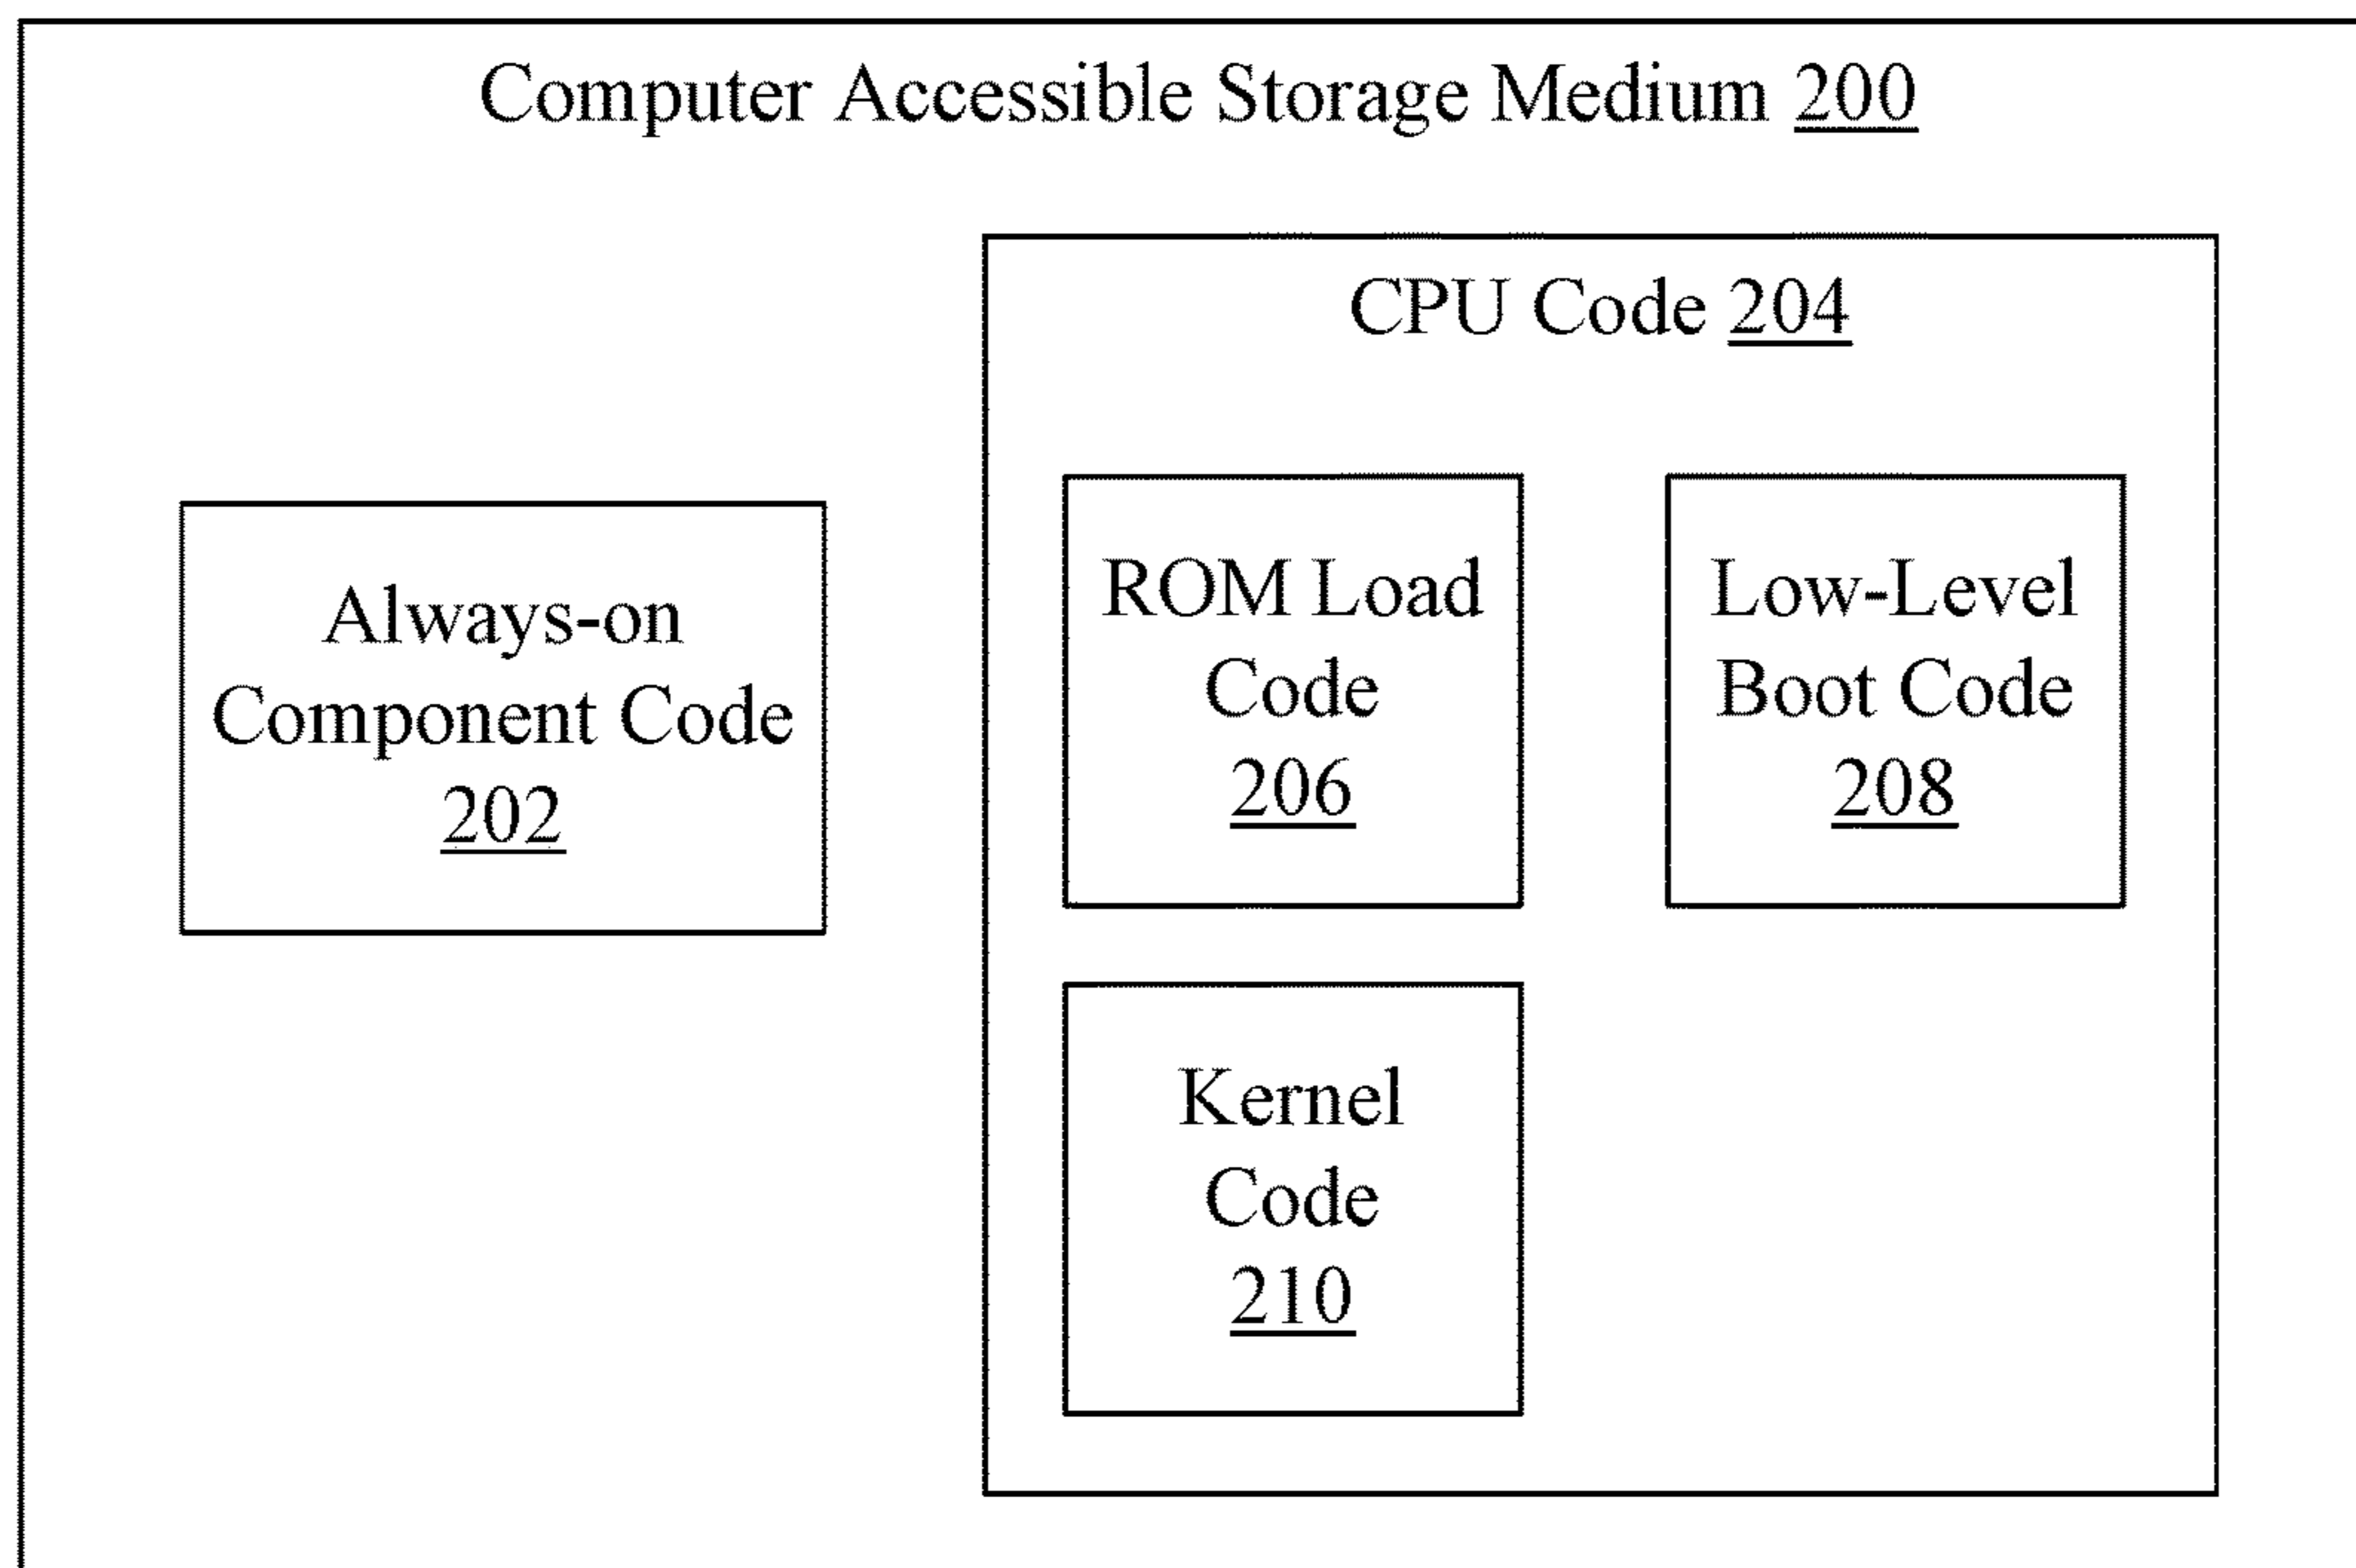 Computer Accessible Storage Medium 200
CPU Code 204
Always-on
Component Code
202
ROM Load
Code
206
Low-Level
Boot Code
208
Kernel
Code
210